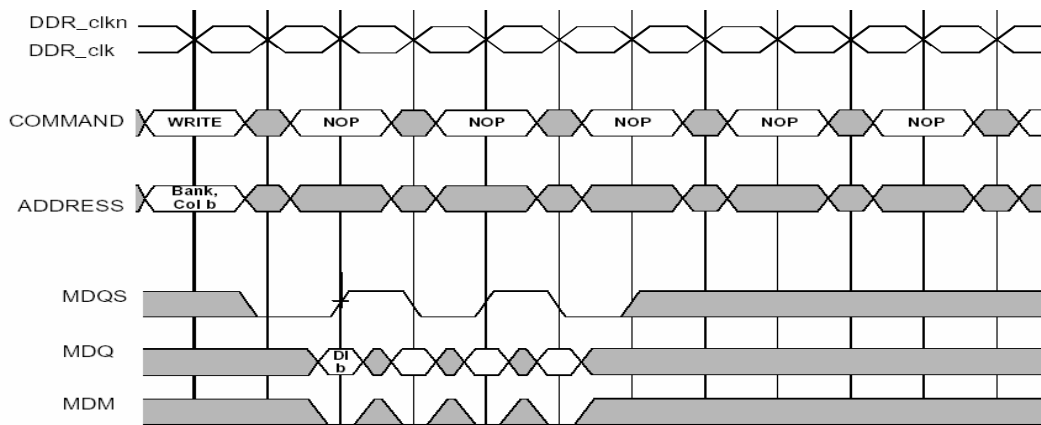 DDR_clkn
DDR_clk
COMMAND
WRITE
NOP
NOP
NOP
NOP
NOP
ADDRESS
Bank,
Col b
MDQS
MDQ
DI
b
MDM